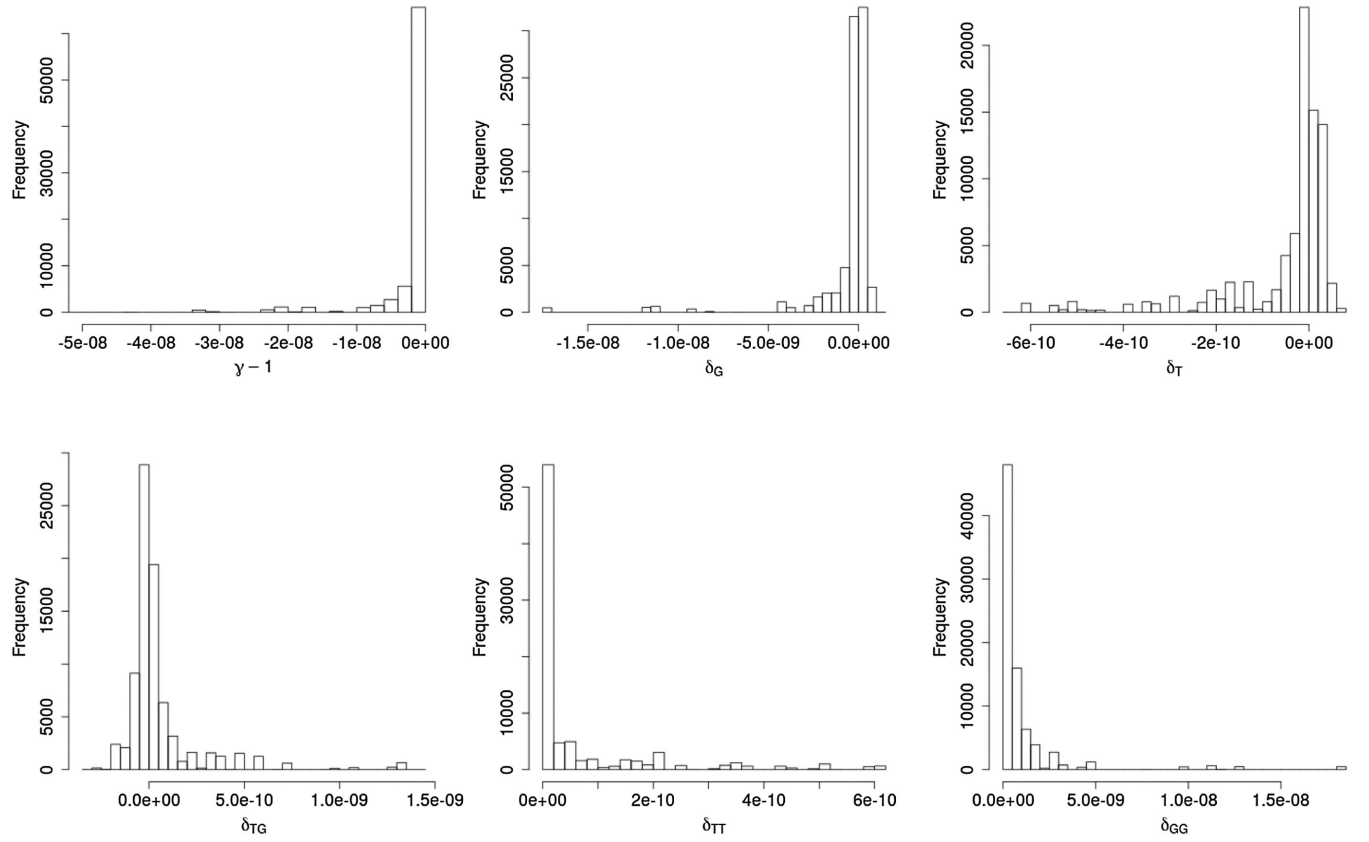 Frequency
0 10000 30000 50000
-5e-08 -4e-08 -3e-08 -2e-08 -1e-08 0e+00
γ − 1
Frequency
0 5000 15000 25000
-1.5e-08 -1.0e-08 -5.0e-09 0.0e+00
δG
Frequency
0 5000 10000 15000 20000
-6e-10 -4e-10 -2e-10 0e+00
δT
Frequency
0 5000 15000 25000
0.0e+00 5.0e-10 1.0e-09 1.5e-09
δTG
Frequency
0 10000 30000 50000
0e+00 2e-10 4e-10 6e-10
δTT
Frequency
0 10000 20000 30000 40000
0.0e+00 5.0e-09 1.0e-08 1.5e-08
δGG